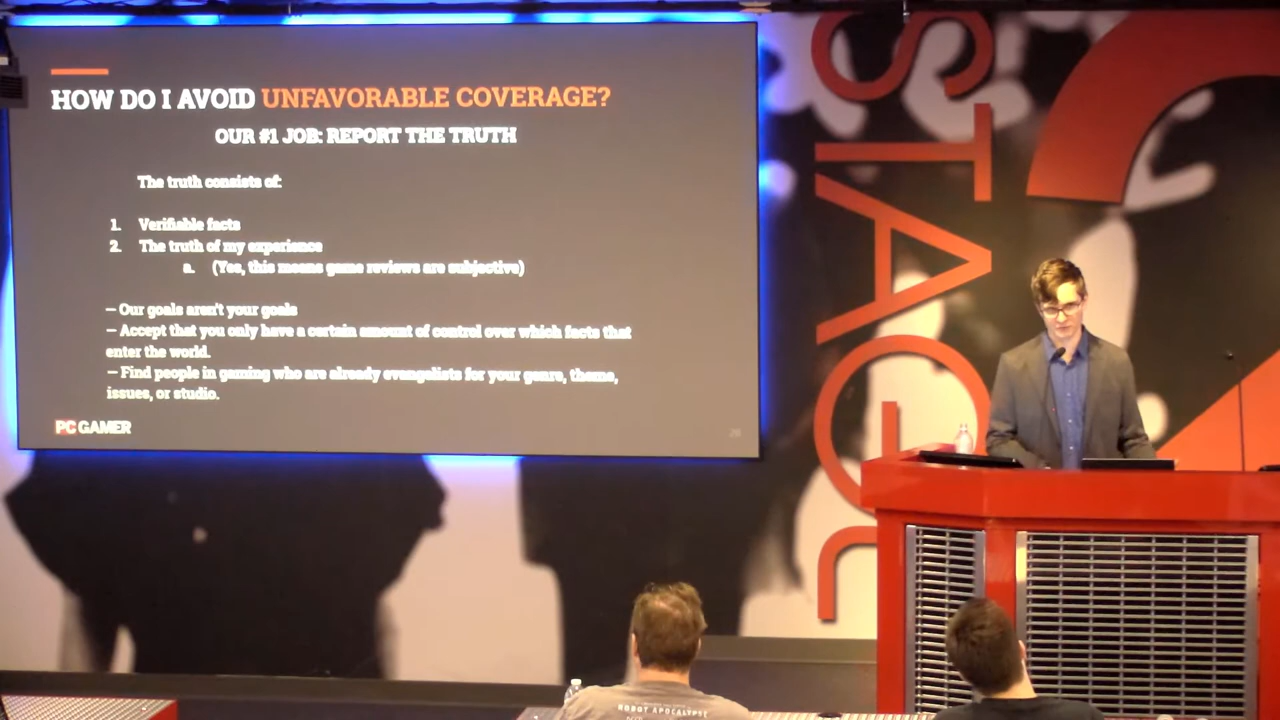 HOW DO I AVOID UNFAVORABLE COVERAGE?
OUR #1 JOB: REPORT THE TRUTH
The truth consists of:
1. Verifiable facts
2. The truth of my experience
a. (Yes, this means game reviews are subjective)
– Our goals aren't your goals
– Accept that you only have a certain amount of control over which facts that
enter the world.
– Find people in gaming who are already evangelists for your genre, theme,
issues, or studio.
PC GAMER
26
ROBOT APOCALYPSE